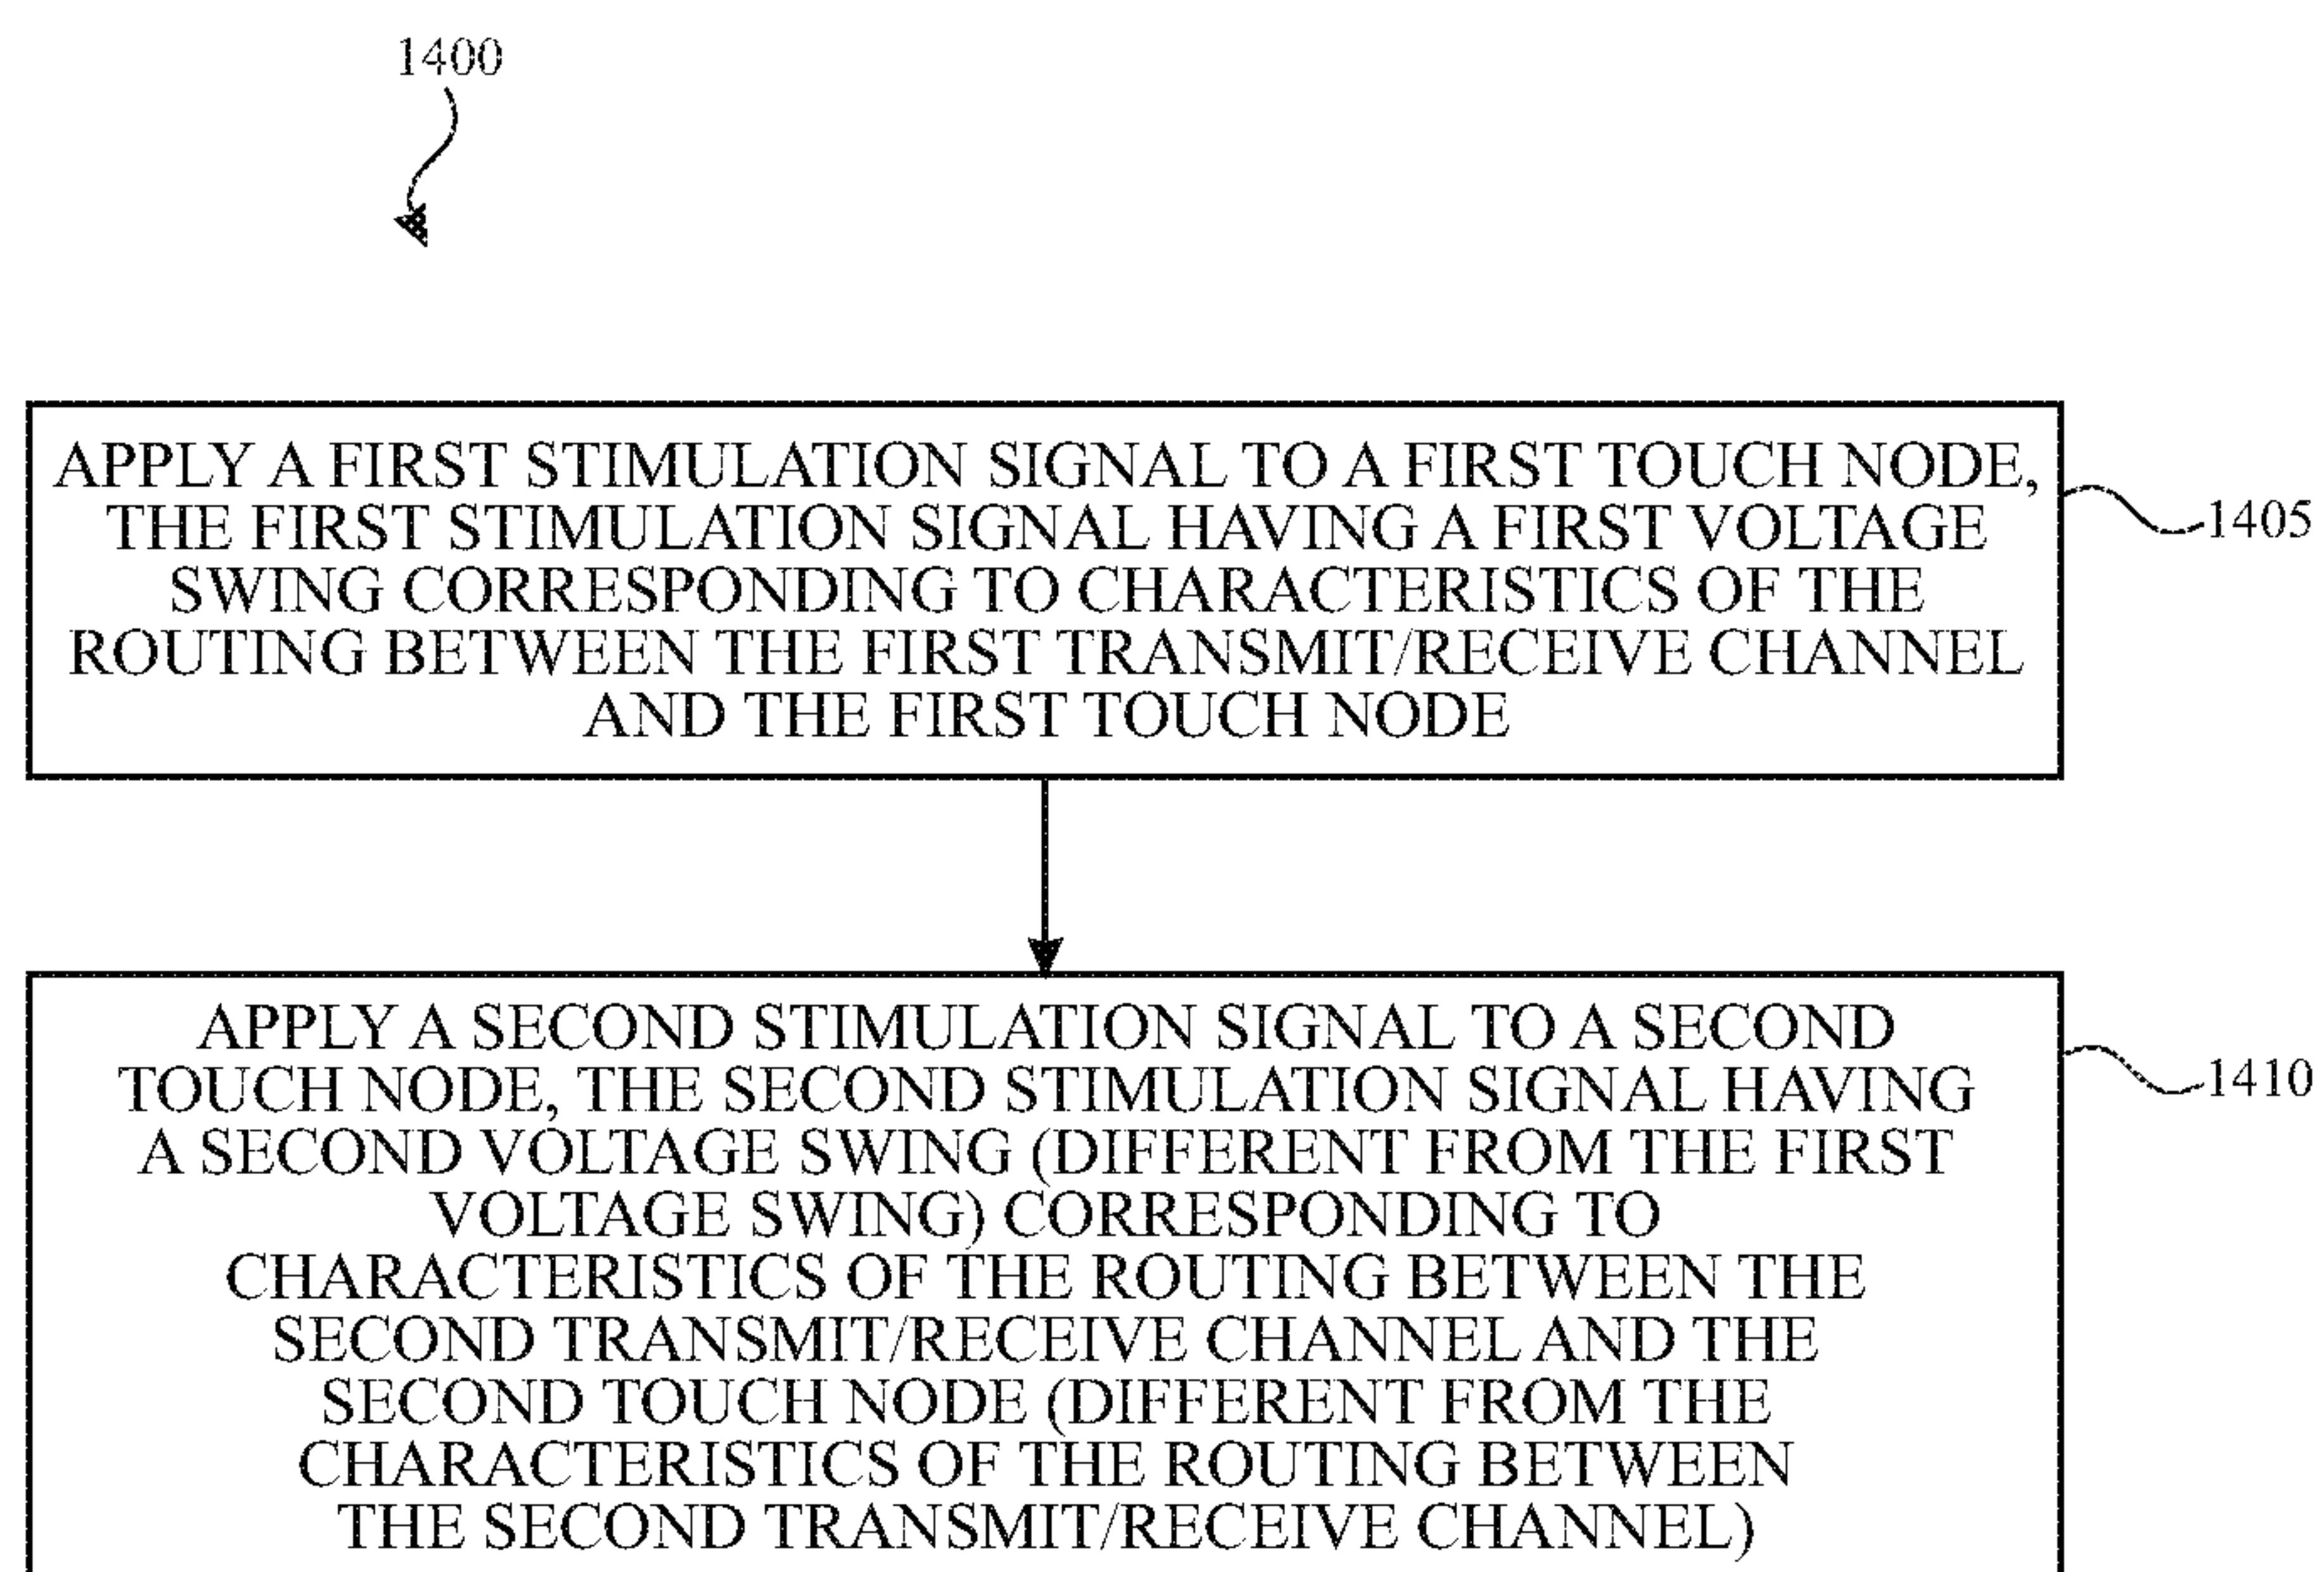 1400
APPLY A FIRST STIMULATION SIGNAL TO A FIRST TOUCH NODE,
THE FIRST STIMULATION SIGNAL HAVING A FIRST VOLTAGE
SWING CORRESPONDING TO CHARACTERISTICS OF THE
ROUTING BETWEEN THE FIRST TRANSMIT/RECEIVE CHANNEL
AND THE FIRST TOUCH NODE
1405
APPLY A SECOND STIMULATION SIGNAL TO A SECOND
TOUCH NODE, THE SECOND STIMULATION SIGNAL HAVING
A SECOND VOLTAGE SWING (DIFFERENT FROM THE FIRST
VOLTAGE SWING) CORRESPONDING TO
CHARACTERISTICS OF THE ROUTING BETWEEN THE
SECOND TRANSMIT/RECEIVE CHANNEL AND THE
SECOND TOUCH NODE (DIFFERENT FROM THE
CHARACTERISTICS OF THE ROUTING BETWEEN
THE SECOND TRANSMIT/RECEIVE CHANNEL)
1410